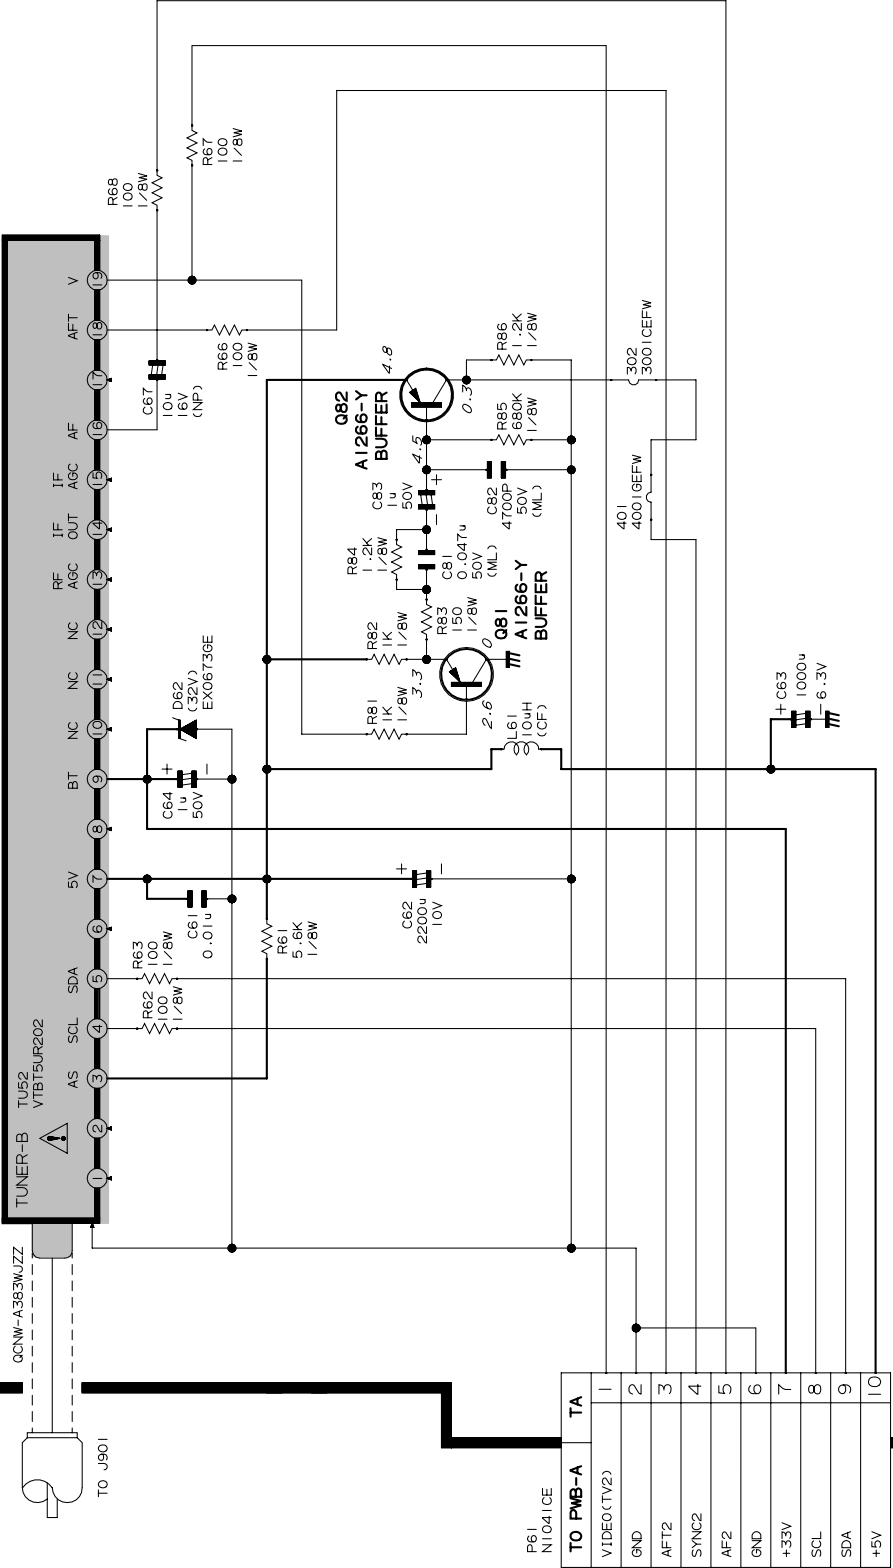 TUNER-B
TU52
VTBT5UR202
QCNW-A383WJZZ
TO J901
1
2
3
AS
4
SCL
5
SDA
6
7
5V
8
9
BT
10
NC
11
NC
12
NC
13
RF
AGC
14
IF
OUT
15
IF
AGC
16
AF
17
18
AFT
19
V
R68
100
1/8W
R67
100
1/8W
R66
100
1/8W
C67
10u
16V
(NP)
D62
(32V)
EX0673GE
C64
1u
50V
+
-
C61
0.01u
R63
100
1/8W
R62
100
1/8W
R61
5.6K
1/8W
C62
2200u
10V
+
-
Q82
A1266-Y
BUFFER
4.8
4.5
0.3
R86
1.2K
1/8W
R85
680K
1/8W
C82
4700P
50V
(ML)
C83
1u
50V
+
-
R84
1.2K
1/8W
C81
0.047u
50V
(ML)
R83
150
1/8W
R82
1K
1/8W
R81
1K
1/8W
Q81
A1266-Y
BUFFER
3.3
2.6
0
L61
10uH
(CF)
302
3001CEFW
401
4001GEFW
C63
1000u
6.3V
+
-
P61
N1041CE
TO PWB-A TA
VIDEO(TV2) 1
GND 2
AFT2 3
SYNC2 4
AF2 5
GND 6
+33V 7
SCL 8
SDA 9
+5V 10